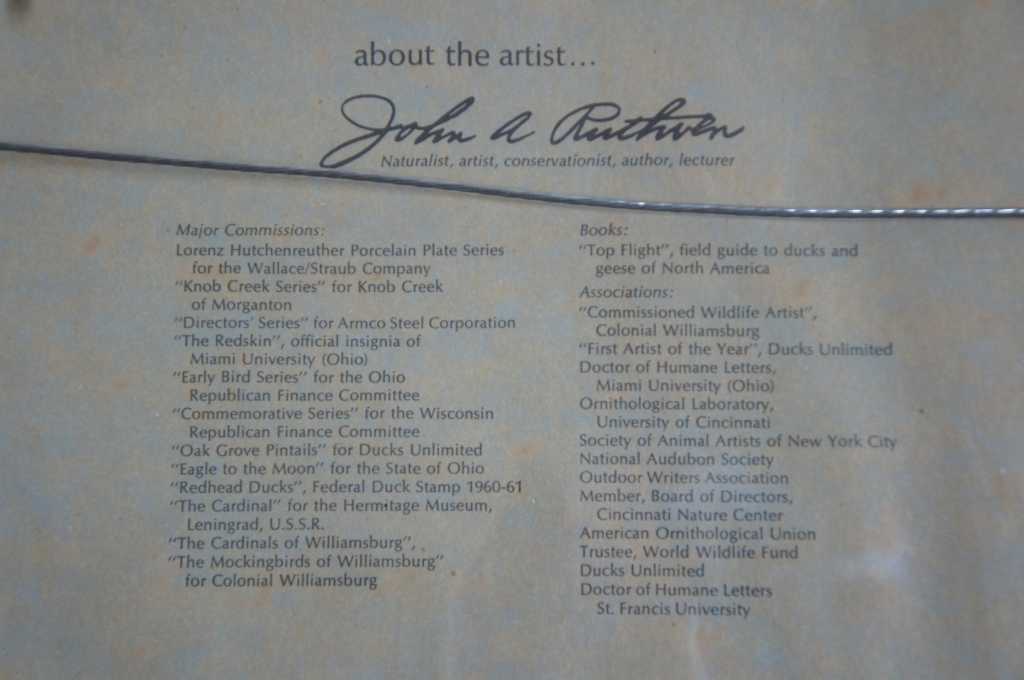 about the artist...
John A Ruthven
Naturalist, artist, conservationist, author, lecturer
Major Commissions:
Lorenz Hutchenreuther Porcelain Plate Series
for the Wallace/Straub Company
"Knob Creek Series" for Knob Creek
of Morganton
"Directors' Series" for Armco Steel Corporation
"The Redskin", official insignia of
Miami University (Ohio)
"Early Bird Series" for the Ohio
Republican Finance Committee
"Commemorative Series" for the Wisconsin
Republican Finance Committee
"Oak Grove Pintails" for Ducks Unlimited
"Eagle to the Moon" for the State of Ohio
"Redhead Ducks", Federal Duck Stamp 1960-61
"The Cardinal" for the Hermitage Museum,
Leningrad, U.S.S.R.
"The Cardinals of Williamsburg",
"The Mockingbirds of Williamsburg"
for Colonial Williamsburg
Books:
"Top Flight", field guide to ducks and
geese of North America
Associations:
"Commissioned Wildlife Artist",
Colonial Williamsburg
"First Artist of the Year", Ducks Unlimited
Doctor of Humane Letters,
Miami University (Ohio)
Ornithological Laboratory,
University of Cincinnati
Society of Animal Artists of New York City
National Audubon Society
Outdoor Writers Association
Member, Board of Directors,
Cincinnati Nature Center
American Ornithological Union
Trustee, World Wildlife Fund
Ducks Unlimited
Doctor of Humane Letters
St. Francis University